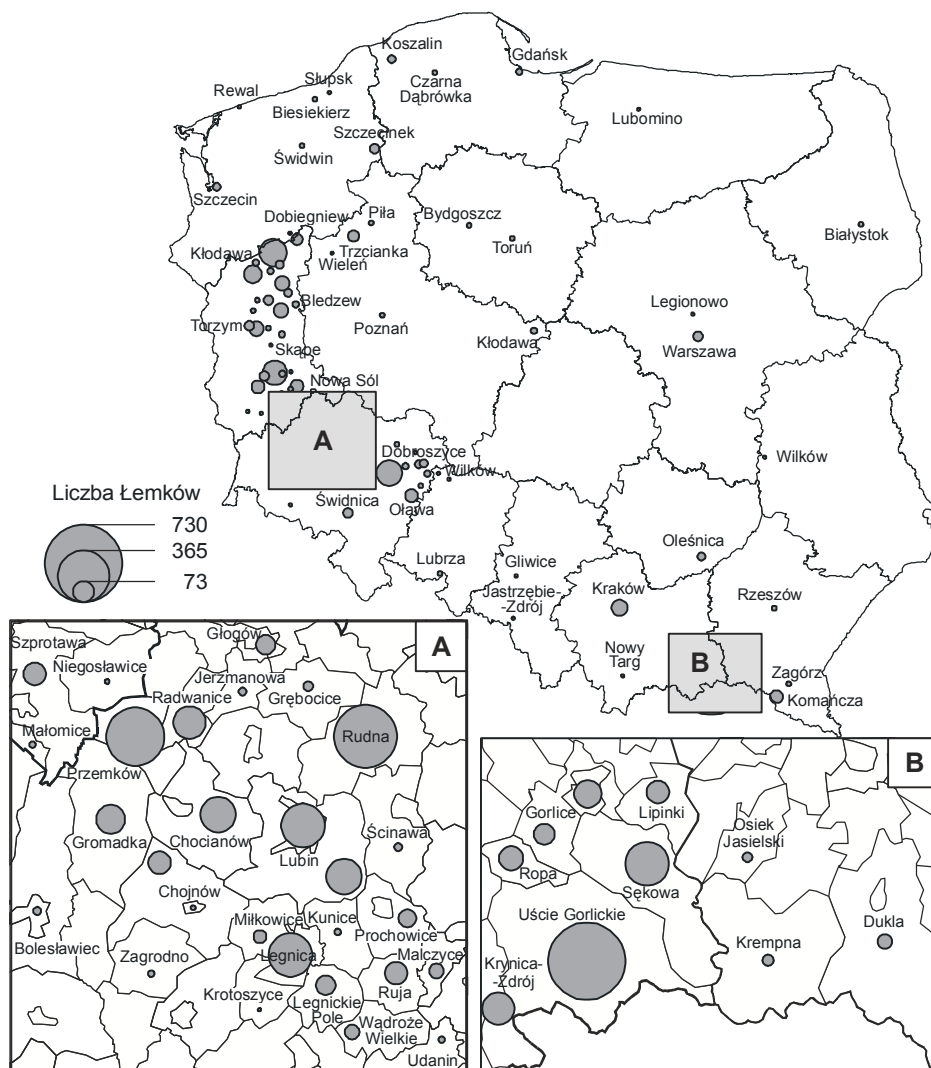 Koszalin
Gdańsk
Słupsk
Czarna
Dąbrówka
Rewal
Biesiekierz
Lubomino
Szczecinek
Świdwin
Szczecin
Dobiegniew
Piła
Bydgoszcz
Białystok
Kłodawa
Trzcianka
Toruń
Wieleń
Bledzew
Legionowo
Torzym
Poznań
Kłodawa
Warszawa
Skąpe
Nowa Sól
A
Dobroszyce
Wilków
Wilków
Liczba Łemków
Świdnica
Oława
730
365
73
Oleśnica
Lubrza
Gliwice
Jastrzębie-
-Zdrój
Kraków
Rzeszów
Nowy
Targ
B
Zagórz
Komańcza
A
Szprotawa
Głogów
Niegosławice
Jerzmanowa
Radwanice
Grębocice
Małomice
Rudna
Przemków
Gromadka
Chocianów
Lubin
Ścinawa
Chojnów
Miłkowice
Kunice
Bolesławiec
Prochowice
Zagrodno
Legnica
Malczyce
Krotoszyce
Legnickie
Pole
Ruja
Wądroże
Wielkie
Udanin
B
Gorlice
Lipinki
Osiek
Jasielski
Ropa
Sękowa
Uście Gorlickie
Dukla
Krempna
Krynica-
-Zdrój